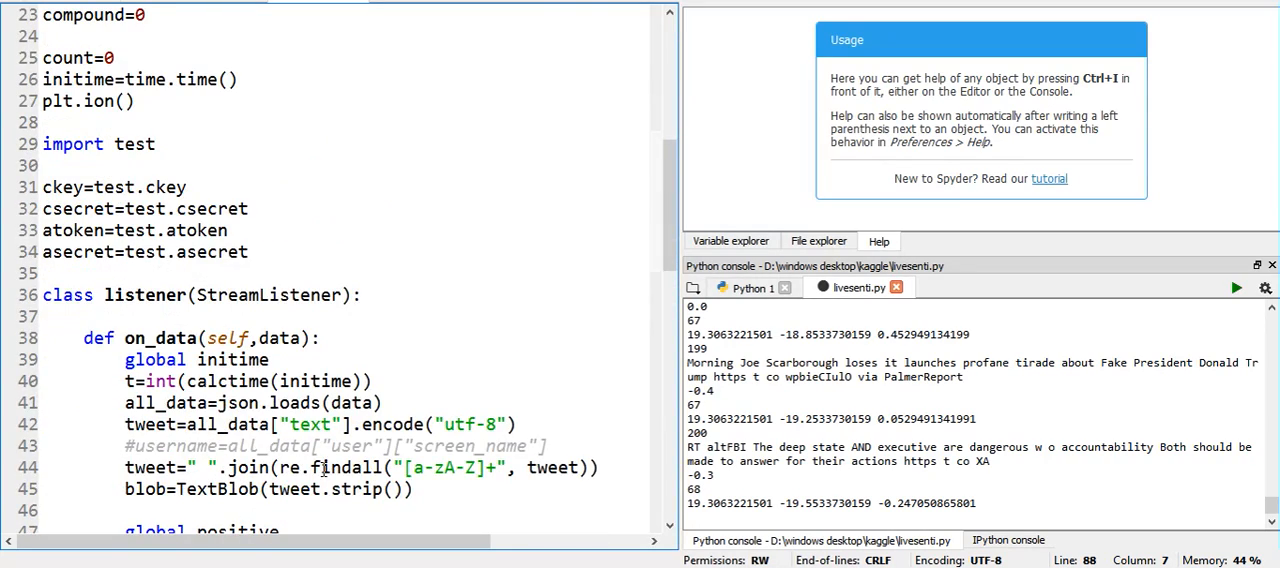 23 compound=0
24
25 count=0
26 initime=time.time()
27 plt.ion()
28
29 import test
30
31 ckey=test.ckey
32 csecret=test.csecret
33 atoken=test.atoken
34 asecret=test.asecret
35
36 class listener(StreamListener):
37
38 def on_data(self,data):
39 global initime
40 t=int(calctime(initime))
41 all_data=json.loads(data)
42 tweet=all_data["text"].encode("utf-8")
43 #username=all_data["user"]["screen_name"]
44 tweet=" ".join(re.findall("[a-zA-Z]+", tweet))
45 blob=TextBlob(tweet.strip())
46
47 global positive
Usage
Here you can get help of any object by pressing Ctrl+I in
front of it, either on the Editor or the Console.
Help can also be shown automatically after writing a left
parenthesis next to an object. You can activate this
behavior in Preferences > Help.
New to Spyder? Read our tutorial
Variable explorer File explorer Help
Python console - D:\windows desktop\kaggle\livesenti.py
Python 1 livesenti.py
0.0
67
19.3063221501 -18.8533730159 0.452949134199
199
Morning Joe Scarborough loses it launches profane tirade about Fake President Donald Tr
ump https t co wpbieCIulO via PalmerReport
-0.4
67
19.3063221501 -19.2533730159 0.0529491341991
200
RT altFBI The deep state AND executive are dangerous w o accountability Both should be
made to answer for their actions https t co XA
-0.3
68
19.3063221501 -19.5533730159 -0.247050865801
Python console - D:\windows desktop\kaggle\livesenti.py IPython console
Permissions: RW End-of-lines: CRLF Encoding: UTF-8 Line: 88 Column: 7 Memory: 44 %